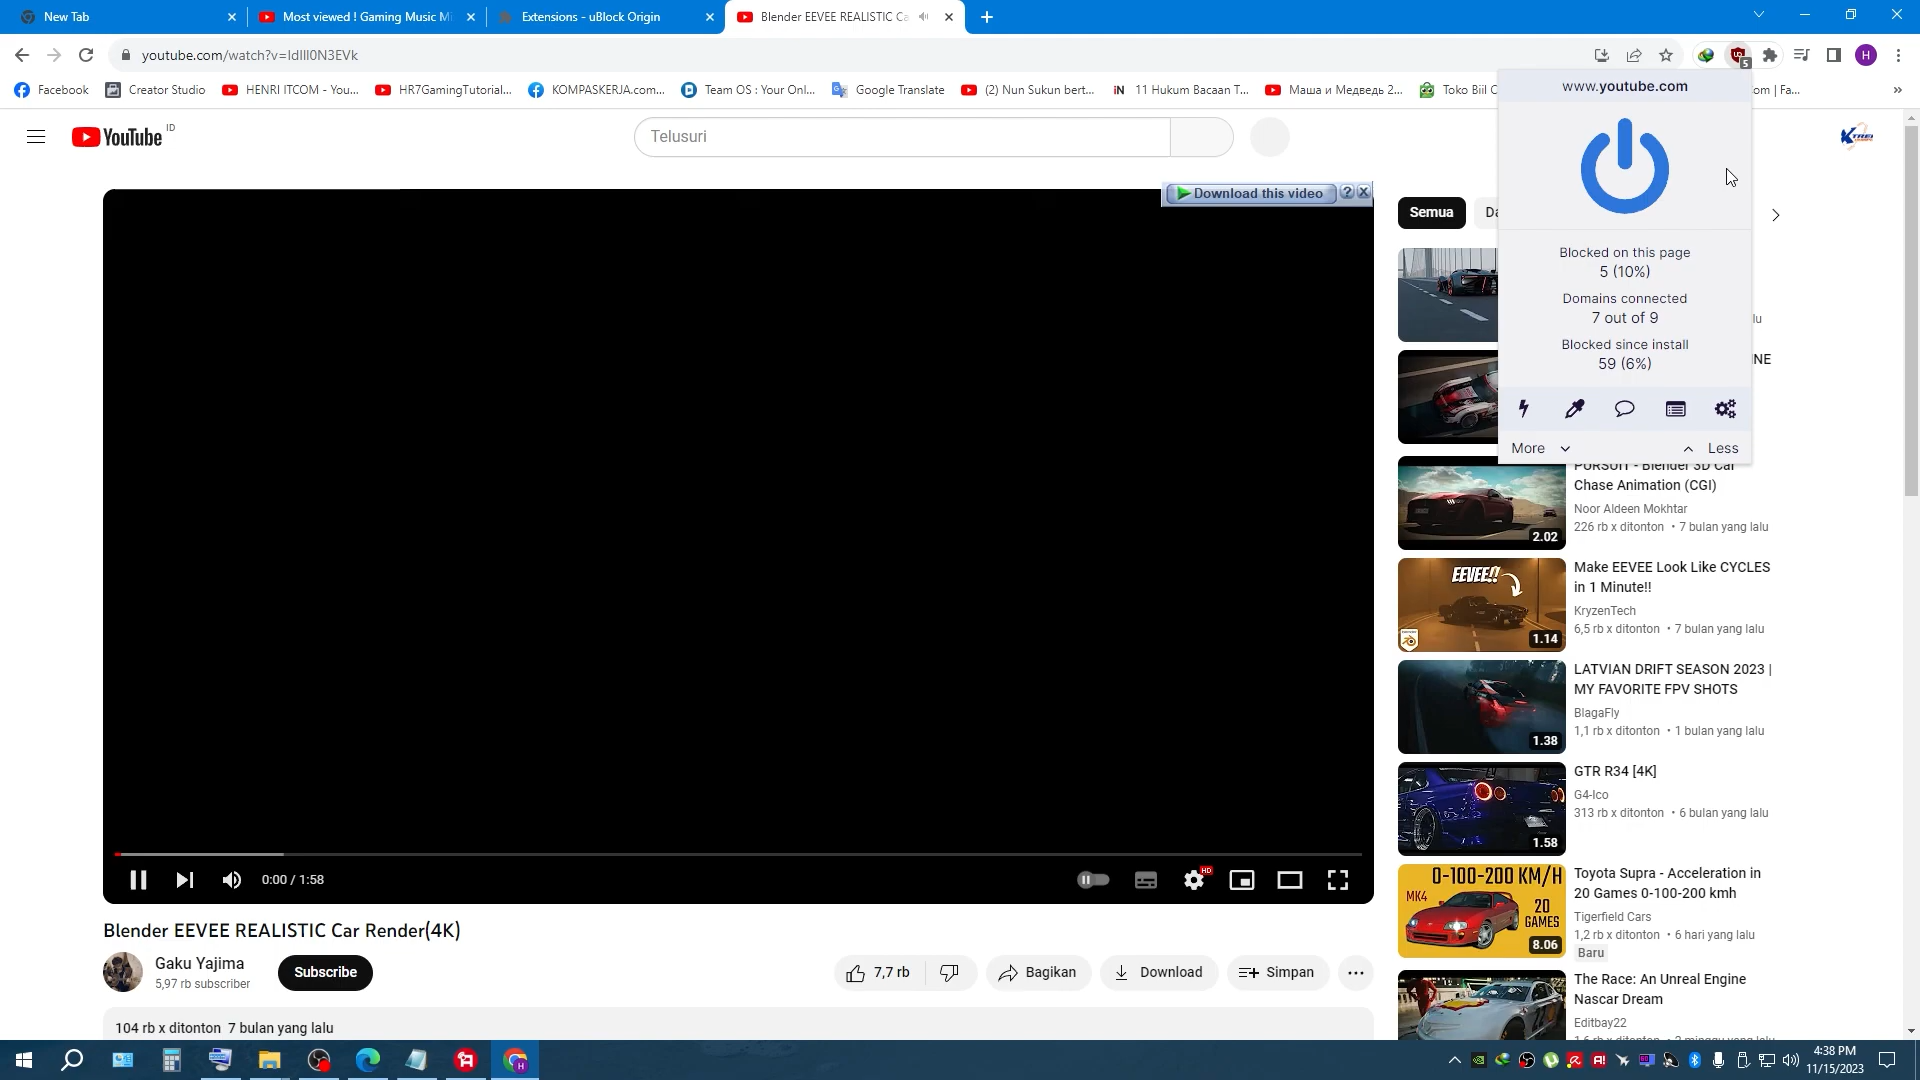 New Tab
Most viewed ! Gaming Music Mi
Extensions - uBlock Origin
Blender EEVEE REALISTIC Ca
youtube.com/watch?v=IdIII0N3EVk
5
H
Facebook
Creator Studio
HENRI ITCOM - You...
HR7GamingTutorial...
KOMPASKERJA.com...
Team OS : Your Onl...
Google Translate
(2) Nun Sukun bert...
iN 11 Hukum Bacaan T...
Маша и Медведь 2...
Toko Biil C
om | Fa...
»
YouTube ID
Telusuri
Download this video
Semua
Da
www.youtube.com
Blocked on this page
5 (10%)
Domains connected
7 out of 9
Blocked since install
59 (6%)
More
Less
lu
NE
PURSUIT - Blender 3D Car
Chase Animation (CGI)
Noor Aldeen Mokhtar
226 rb x ditonton • 7 bulan yang lalu
2.02
EEVEE!!
Make EEVEE Look Like CYCLES
in 1 Minute!!
KryzenTech
6,5 rb x ditonton • 7 bulan yang lalu
1.14
LATVIAN DRIFT SEASON 2023 |
MY FAVORITE FPV SHOTS
BlagaFly
1,1 rb x ditonton • 1 bulan yang lalu
1.38
GTR R34 [4K]
G4-Ico
313 rb x ditonton • 6 bulan yang lalu
1.58
0-100-200 KM/H
MK4
20
GAMES
8.06
Toyota Supra - Acceleration in
20 Games 0-100-200 kmh
Tigerfield Cars
1,2 rb x ditonton • 6 hari yang lalu
Baru
The Race: An Unreal Engine
Nascar Dream
Editbay22
0:00 / 1:58
HD
Blender EEVEE REALISTIC Car Render(4K)
Gaku Yajima
5,97 rb subscriber
Subscribe
7,7 rb
Bagikan
Download
Simpan
104 rb x ditonton 7 bulan yang lalu
4:38 PM
11/15/2023